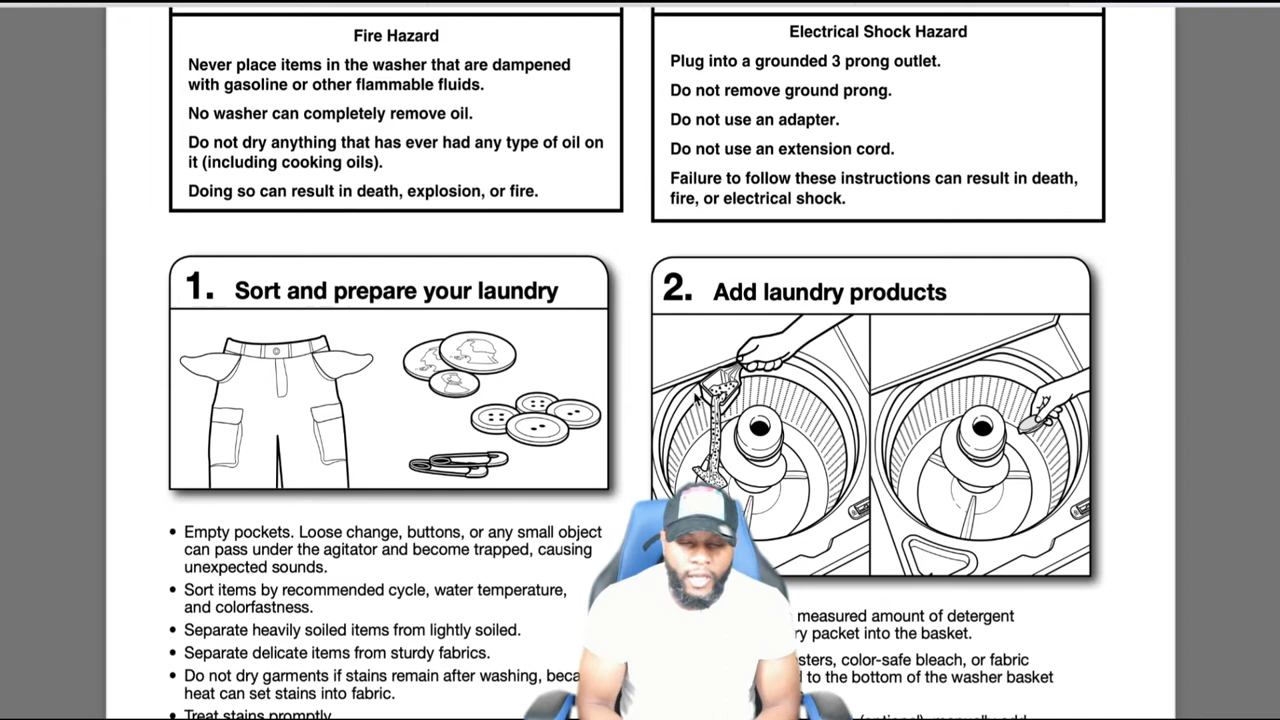 Fire Hazard
Never place items in the washer that are dampened
with gasoline or other flammable fluids.
No washer can completely remove oil.
Do not dry anything that has ever had any type of oil on
it (including cooking oils).
Doing so can result in death, explosion, or fire.
Electrical Shock Hazard
Plug into a grounded 3 prong outlet.
Do not remove ground prong.
Do not use an adapter.
Do not use an extension cord.
Failure to follow these instructions can result in death,
fire, or electrical shock.
1. Sort and prepare your laundry
• Empty pockets. Loose change, buttons, or any small object
can pass under the agitator and become trapped, causing
unexpected sounds.
• Sort items by recommended cycle, water temperature,
and colorfastness.
• Separate heavily soiled items from lightly soiled.
• Separate delicate items from sturdy fabrics.
• Do not dry garments if stains remain after washing,
heat can set stains into fabric.
• Treat stains promptly
2. Add laundry products
measured amount of detergent
packet into the basket.
color-safe bleach, or fabric
to the bottom of the washer basket